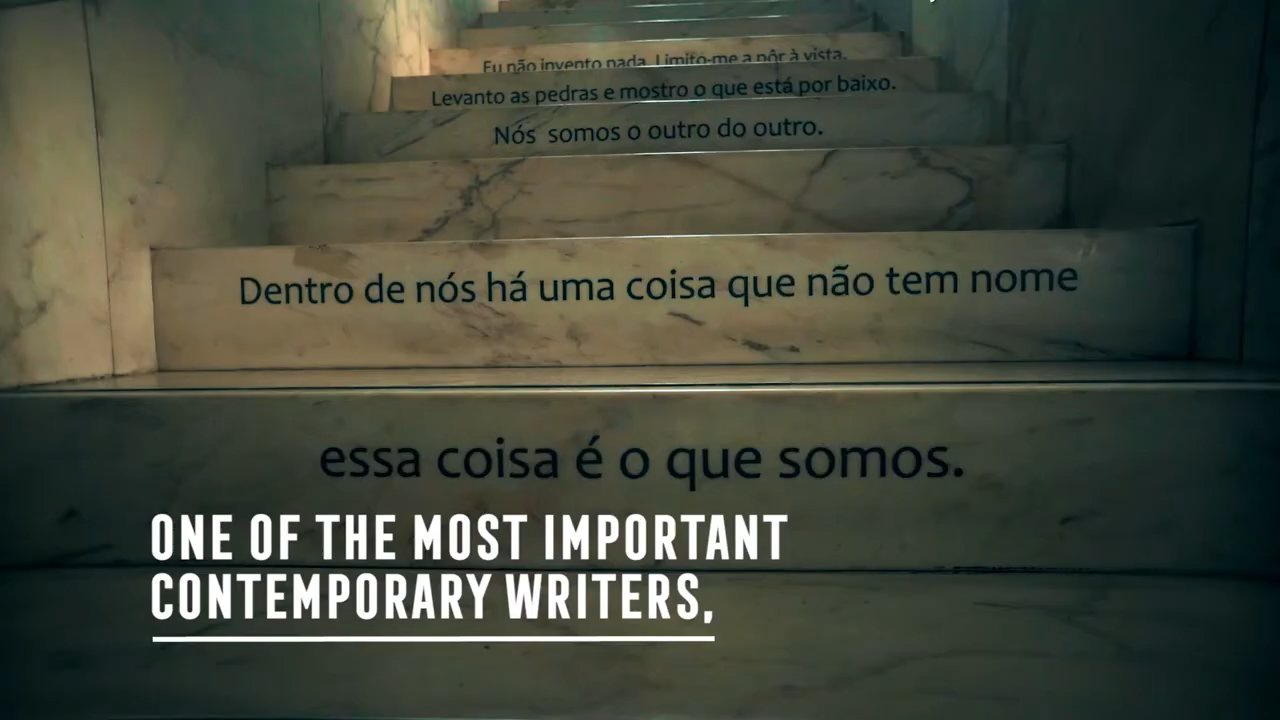 Eu não invento nada. Limito-me a pôr à vista.
Levanto as pedras e mostro o que está por baixo.
Nós somos o outro do outro.
Dentro de nós há uma coisa que não tem nome
essa coisa é o que somos.
ONE OF THE MOST IMPORTANT
CONTEMPORARY WRITERS,